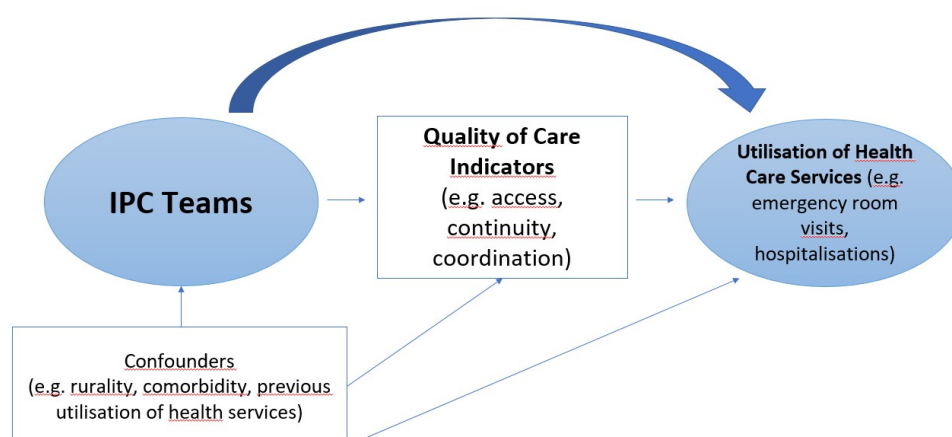 IPC Teams
Quality of Care
Indicators
(e.g. access,
continuity,
coordination)
Utilisation of Health
Care Services (e.g.
emergency room
visits,
hospitalisations)
Confounders
(e.g. rurality, comorbidity, previous
utilisation of health services)